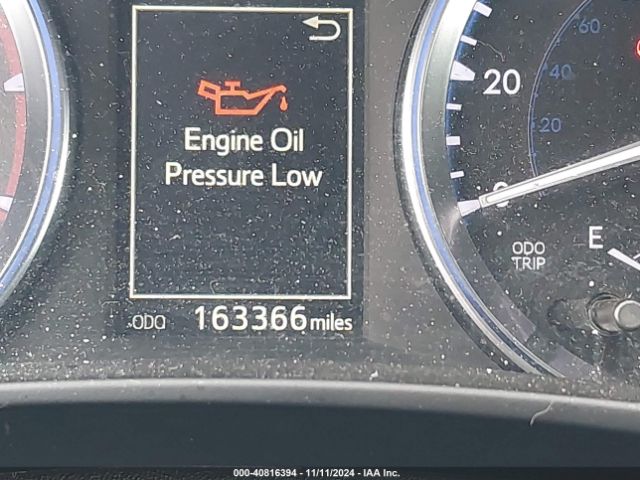 Engine Oil
Pressure Low
ODO 163366 miles
20
0
60
40
20
ODO
TRIP
E
000-40816394 - 11/11/2024 - IAA Inc.